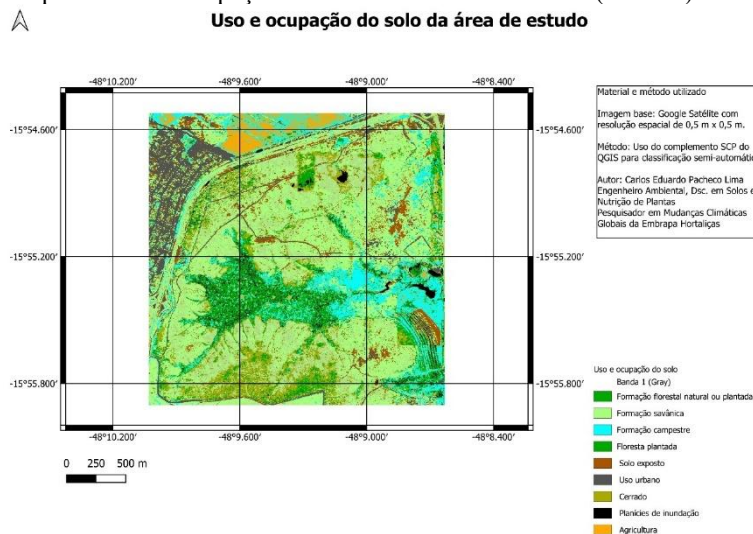 Uso e ocupação do solo da área de estudo
-48°10.200' -48°9.600' -48°9.000' -48°8.400'
-15°54.600' -15°54.600'
-15°55.200' -15°55.200'
-15°55.800' -15°55.800'
-48°10.200' -48°9.600' -48°9.000' -48°8.400'
0 250 500 m
Material e método utilizado
Imagem base: Google Satélite com
resolução espacial de 0,5 m x 0,5 m.
Método: Uso do complemento SCP do
QGIS para classificação semi-automátic
Autor: Carlos Eduardo Pacheco Lima
Engenheiro Ambiental, Dsc. em Solos e
Nutrição de Plantas
Pesquisador em Mudanças Climáticas
Globais da Embrapa Hortaliças
Uso e ocupação do solo
Banda 1 (Gray)
Formação florestal natural ou plantada
Formação savânica
Formação campestre
Floresta plantada
Solo exposto
Uso urbano
Cerrado
Planícies de inundação
Agricultura